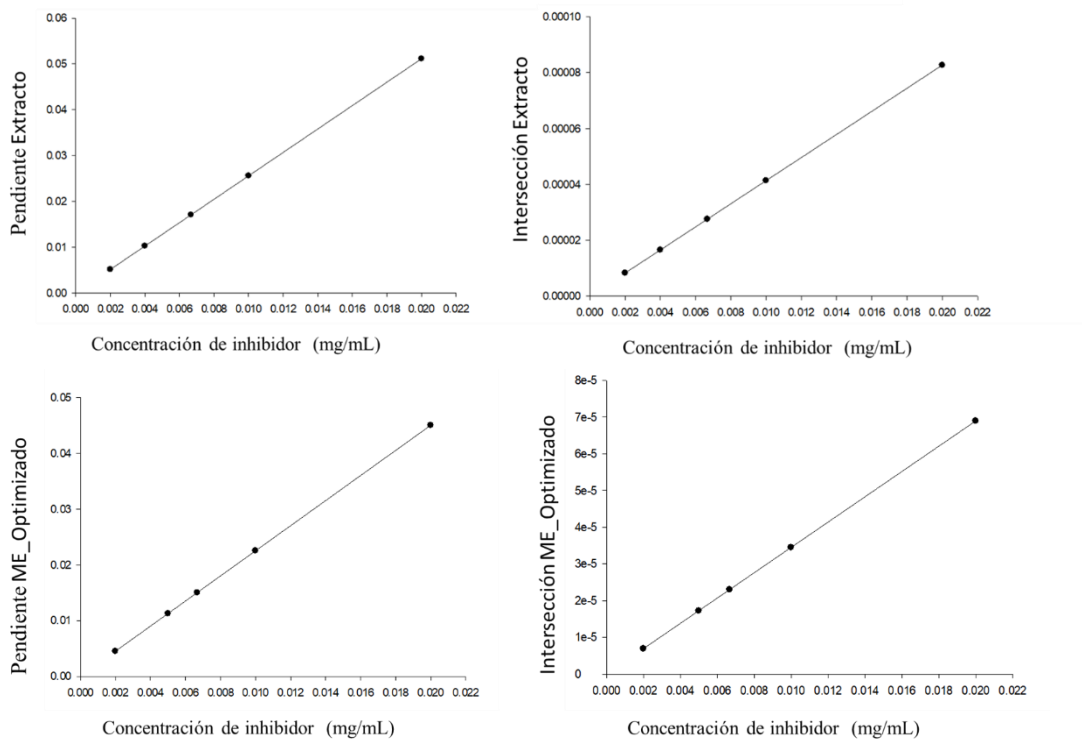 0.06
0.05
0.04
0.03
0.02
0.01
0.00
Pendiente Extracto
0.000 0.002 0.004 0.006 0.008 0.010 0.012 0.014 0.016 0.018 0.020 0.022
Concentración de inhibidor (mg/mL)
0.00010
0.00008
0.00006
0.00004
0.00002
0.00000
Intersección Extracto
0.000 0.002 0.004 0.006 0.008 0.010 0.012 0.014 0.016 0.018 0.020 0.022
Concentración de inhibidor (mg/mL)
0.05
0.04
0.03
0.02
0.01
0.00
Pendiente ME_Optimizado
0.000 0.002 0.004 0.006 0.008 0.010 0.012 0.014 0.016 0.018 0.020 0.022
Concentración de inhibidor (mg/mL)
8e-5
7e-5
6e-5
5e-5
4e-5
3e-5
2e-5
1e-5
0
Intersección ME_Optimizado
0.000 0.002 0.004 0.006 0.008 0.010 0.012 0.014 0.016 0.018 0.020 0.022
Concentración de inhibidor (mg/mL)